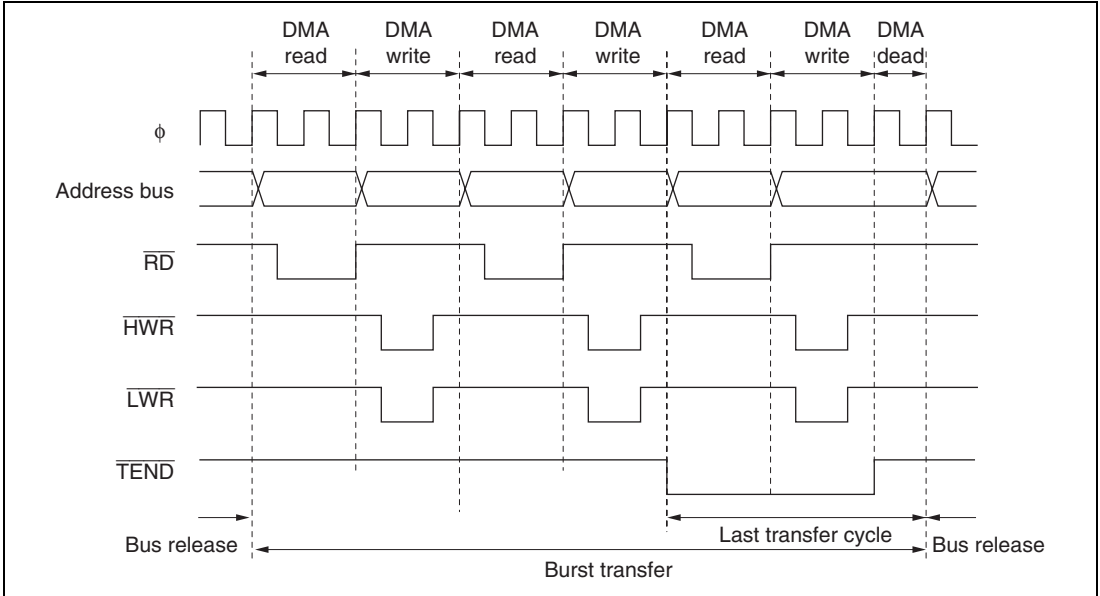 DMA DMA DMA DMA DMA DMA DMA
read write read write read write dead
φ
Address bus
RD
HWR
LWR
TEND
Last transfer cycle
Bus release Bus release
Burst transfer